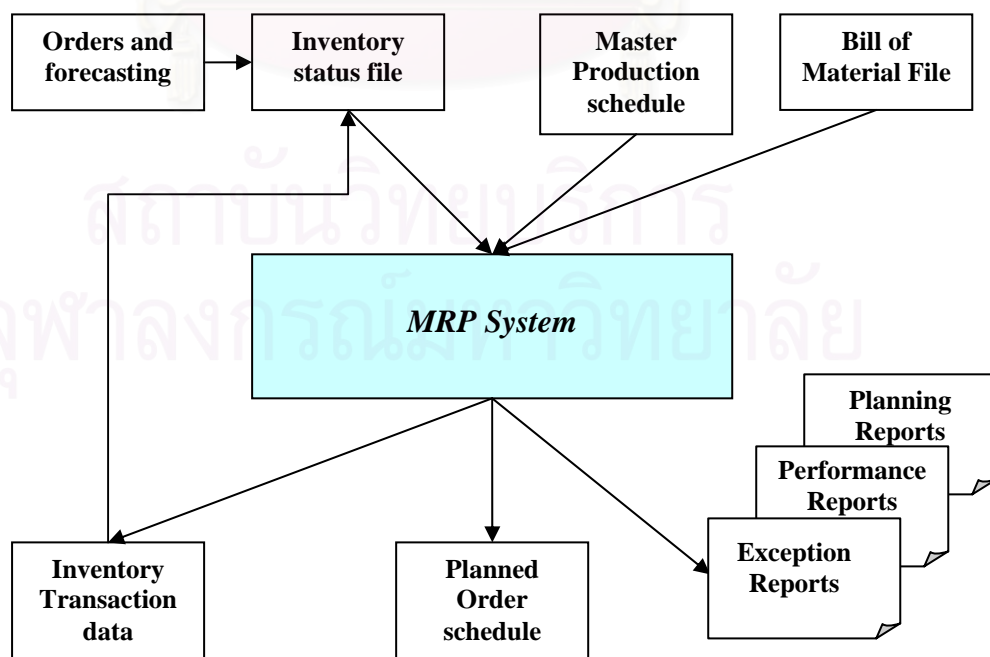 Orders and
forecasting
Inventory
status file
Master
Production
schedule
Bill of
Material File
สถาบันวิทยบริการ
จุฬาลงกรณ์มหาวิทยาลัย
MRP System
Planning
Reports
Performance
Reports
Exception
Reports
Inventory
Transaction
data
Planned
Order
schedule